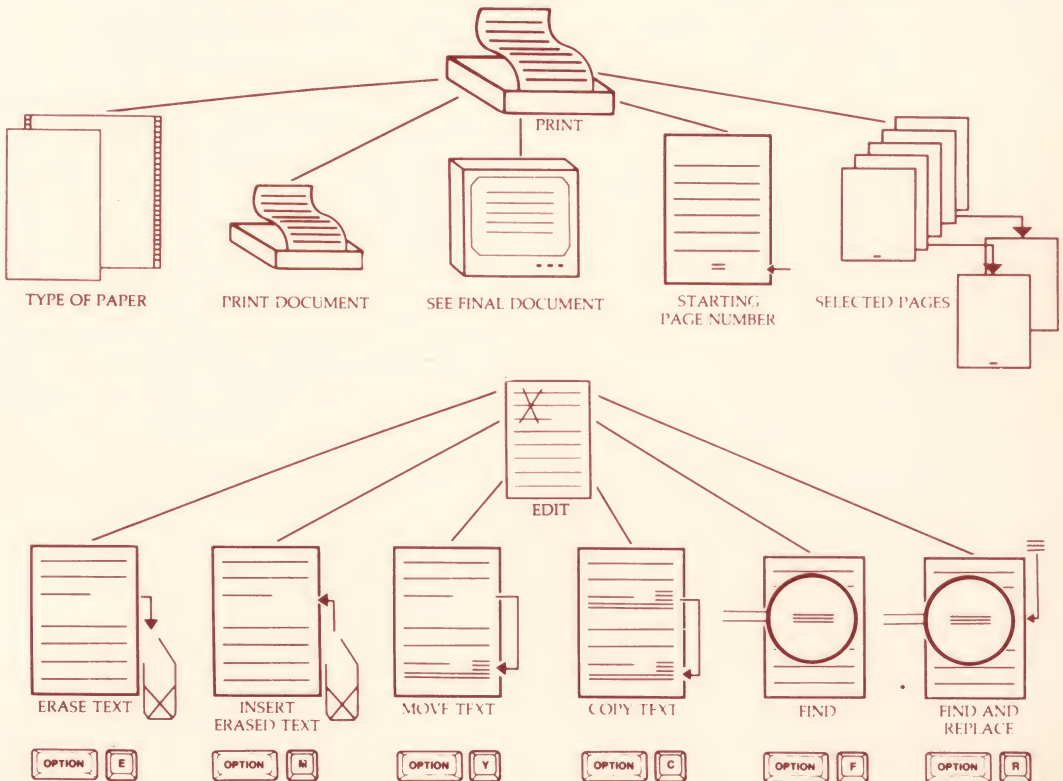 PRINT
TYPE OF PAPER
PRINT DOCUMENT
SEE FINAL DOCUMENT
STARTING
PAGE NUMBER
SELECTED PAGES
EDIT
ERASE TEXT
INSERT
ERASED TEXT
MOVE TEXT
COPY TEXT
FIND
FIND AND
REPLACE
OPTION E
OPTION M
OPTION Y
OPTION C
OPTION F
OPTION R